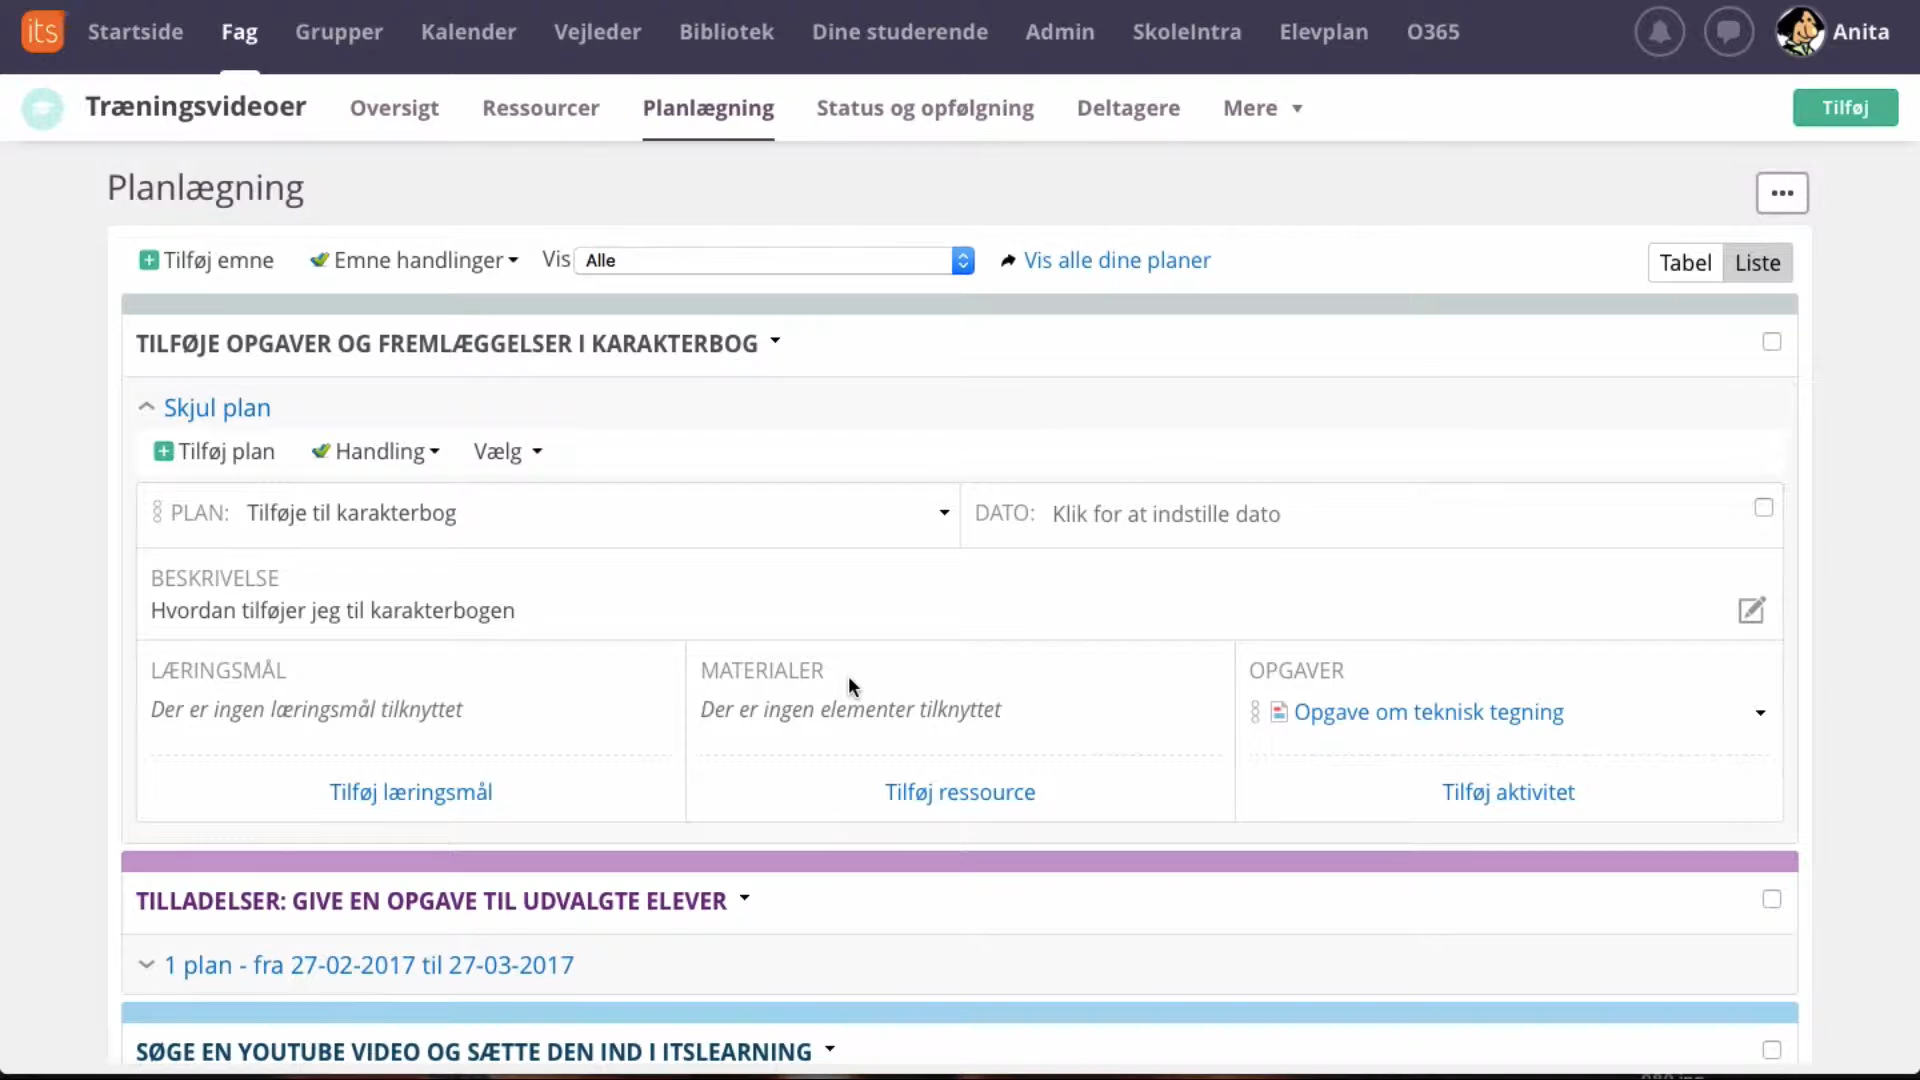 its Startside Fag Grupper Kalender Vejleder Bibliotek Dine studerende Admin SkoleIntra Elevplan O365 Anita
Træningsvideoer Oversigt Ressourcer Planlægning Status og opfølgning Deltagere Mere Tilføj
Planlægning
Tilføj emne Emne handlinger Vis Alle Vis alle dine planer Tabel Liste
TILFØJE OPGAVER OG FREMLÆGGELSER I KARAKTERBOG
Skjul plan
Tilføj plan Handling Vælg
PLAN: Tilføje til karakterbog DATO: Klik for at indstille dato
BESKRIVELSE
Hvordan tilføjer jeg til karakterbogen
LÆRINGSMÅL MATERIALER OPGAVER
Der er ingen læringsmål tilknyttet Der er ingen elementer tilknyttet Opgave om teknisk tegning
Tilføj læringsmål Tilføj ressource Tilføj aktivitet
TILLADELSER: GIVE EN OPGAVE TIL UDVALGTE ELEVER
1 plan - fra 27-02-2017 til 27-03-2017
SØGE EN YOUTUBE VIDEO OG SÆTTE DEN IND I ITSLEARNING